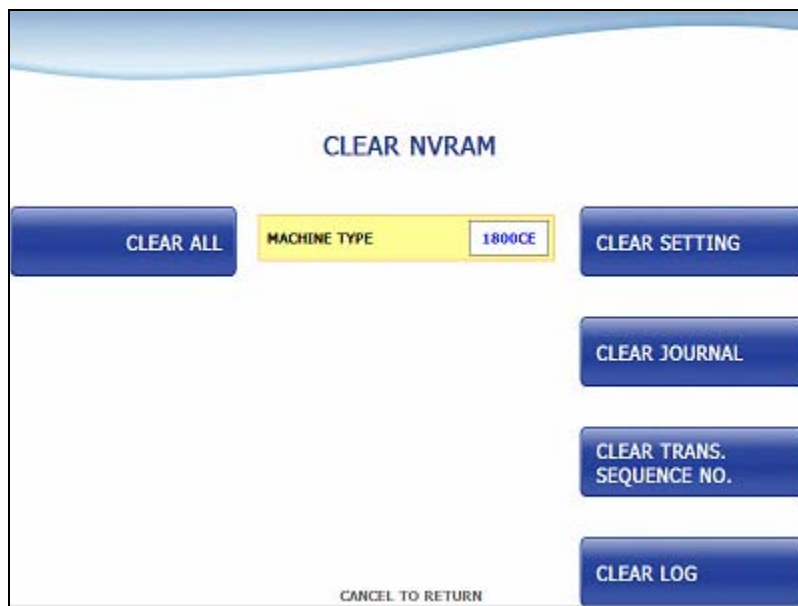 CLEAR NVRAM
CLEAR ALL
MACHINE TYPE
1800CE
CLEAR SETTING
CLEAR JOURNAL
CLEAR TRANS.
SEQUENCE NO.
CLEAR LOG
CANCEL TO RETURN